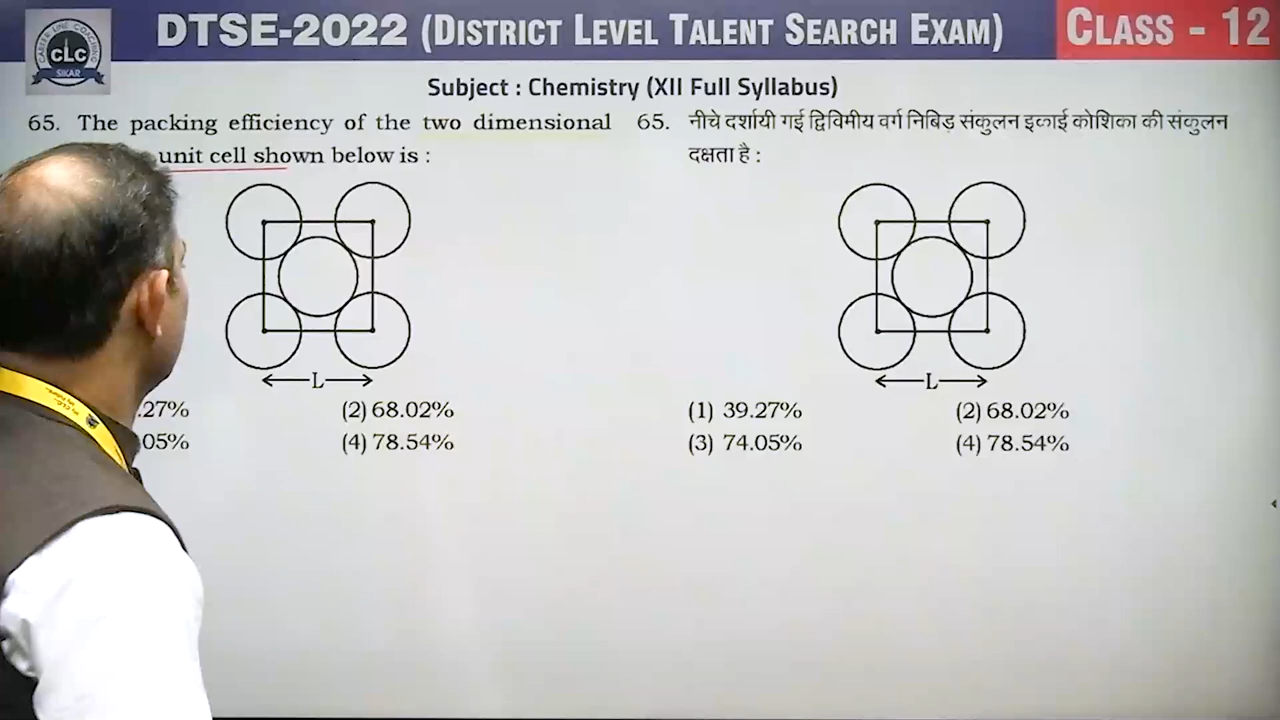 CLC
SIKAR
DTSE-2022 (DISTRICT LEVEL TALENT SEARCH EXAM)
CLASS - 12
Subject : Chemistry (XII Full Syllabus)
65. The packing efficiency of the two dimensional
unit cell shown below is :
L
.27%
(2) 68.02%
.05%
(4) 78.54%
65. नीचे दर्शायी गई द्विविमीय वर्ग निबिड़ संकुलन इकाई कोशिका की संकुलन
दक्षता है :
L
(1) 39.27%
(2) 68.02%
(3) 74.05%
(4) 78.54%